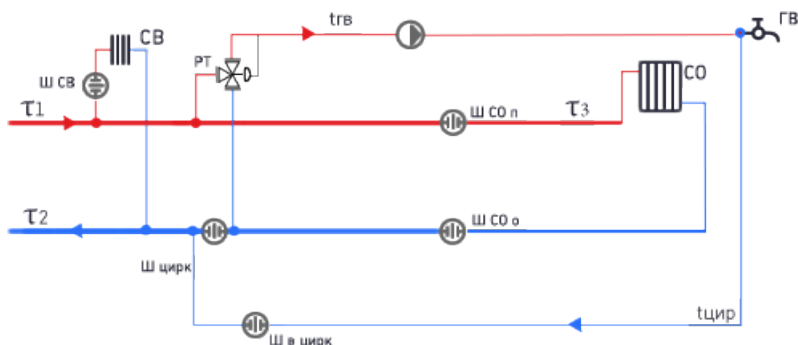 tгв
ГВ
СВ
РТ
Ш СВ
СО
τ1
Ш СО п
τ3
τ2
Ш СО о
Ш цирк
tцир
Ш в цирк